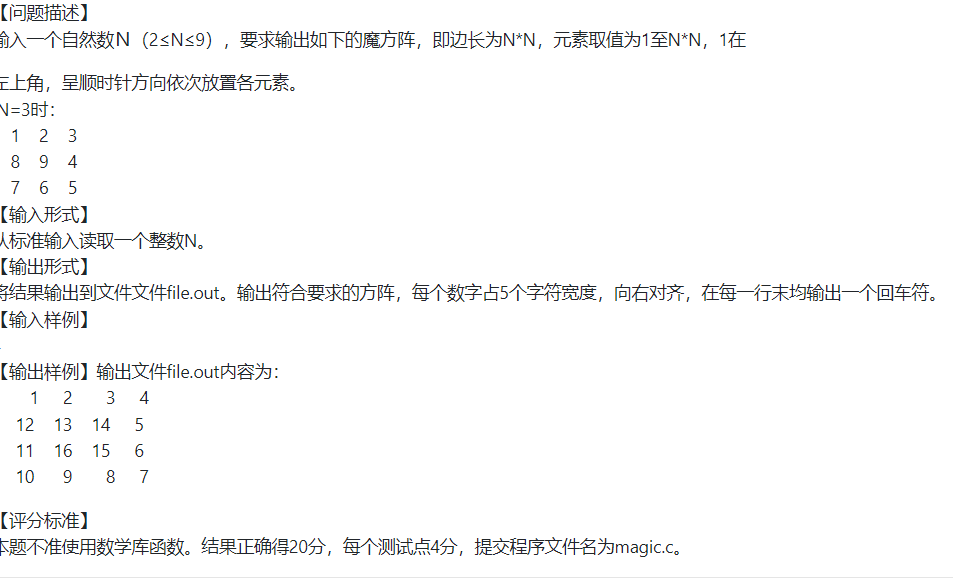 【问题描述】
输入一个自然数N（2≤N≤9），要求输出如下的魔方阵，即边长为N*N，元素取值为1至N*N，1在
左上角，呈顺时针方向依次放置各元素。
N=3时：
1 2 3
8 9 4
7 6 5
【输入形式】
从标准输入读取一个整数N。
【输出形式】
将结果输出到文件文件file.out。输出符合要求的方阵，每个数字占5个字符宽度，向右对齐，在每一行末均输出一个回车符。
【输入样例】
【输出样例】输出文件file.out内容为：
1 2 3 4
12 13 14 5
11 16 15 6
10 9 8 7
【评分标准】
本题不准使用数学库函数。结果正确得20分，每个测试点4分，提交程序文件名为magic.c。